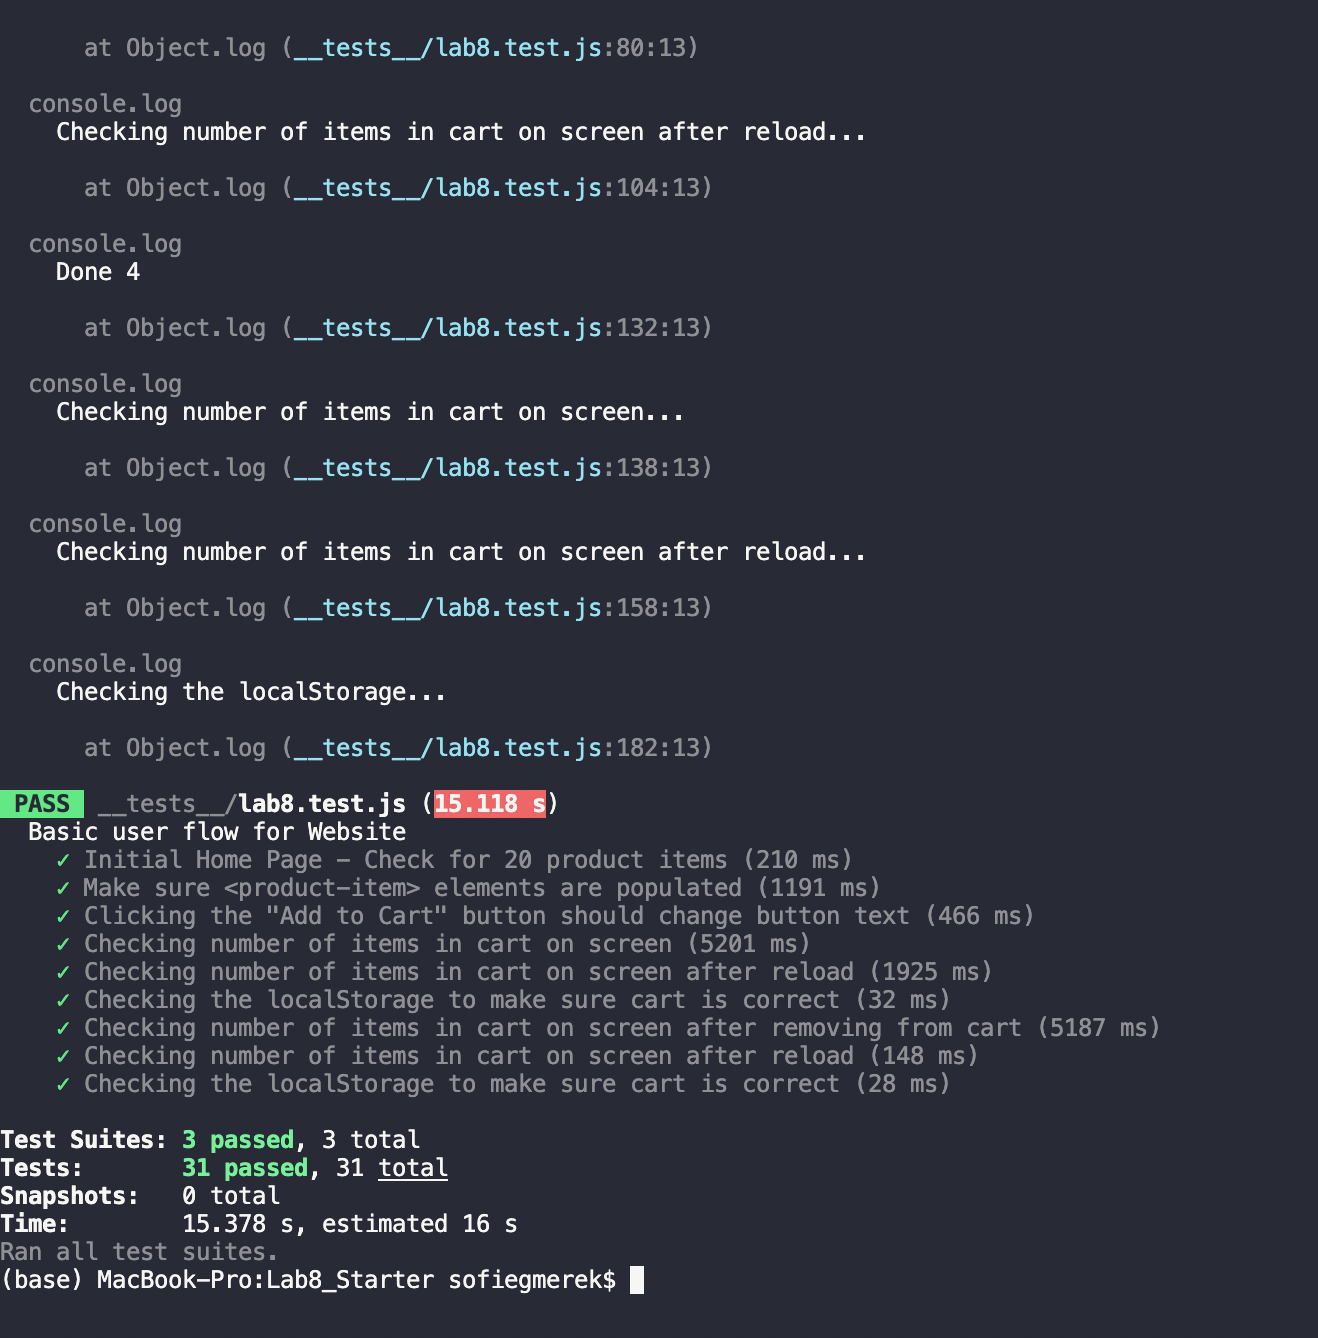 at Object.log (__tests__/lab8.test.js:80:13)
console.log
Checking number of items in cart on screen after reload...
at Object.log (__tests__/lab8.test.js:104:13)
console.log
Done 4
at Object.log (__tests__/lab8.test.js:132:13)
console.log
Checking number of items in cart on screen...
at Object.log (__tests__/lab8.test.js:138:13)
console.log
Checking number of items in cart on screen after reload...
at Object.log (__tests__/lab8.test.js:158:13)
console.log
Checking the localStorage...
at Object.log (__tests__/lab8.test.js:182:13)
PASS __tests__/lab8.test.js (15.118 s)
Basic user flow for Website
✓ Initial Home Page – Check for 20 product items (210 ms)
✓ Make sure <product-item> elements are populated (1191 ms)
✓ Clicking the "Add to Cart" button should change button text (466 ms)
✓ Checking number of items in cart on screen (5201 ms)
✓ Checking number of items in cart on screen after reload (1925 ms)
✓ Checking the localStorage to make sure cart is correct (32 ms)
✓ Checking number of items in cart on screen after removing from cart (5187 ms)
✓ Checking number of items in cart on screen after reload (148 ms)
✓ Checking the localStorage to make sure cart is correct (28 ms)
Test Suites: 3 passed, 3 total
Tests: 31 passed, 31 total
Snapshots: 0 total
Time: 15.378 s, estimated 16 s
Ran all test suites.
(base) MacBook-Pro:Lab8_Starter sofiegmerek$